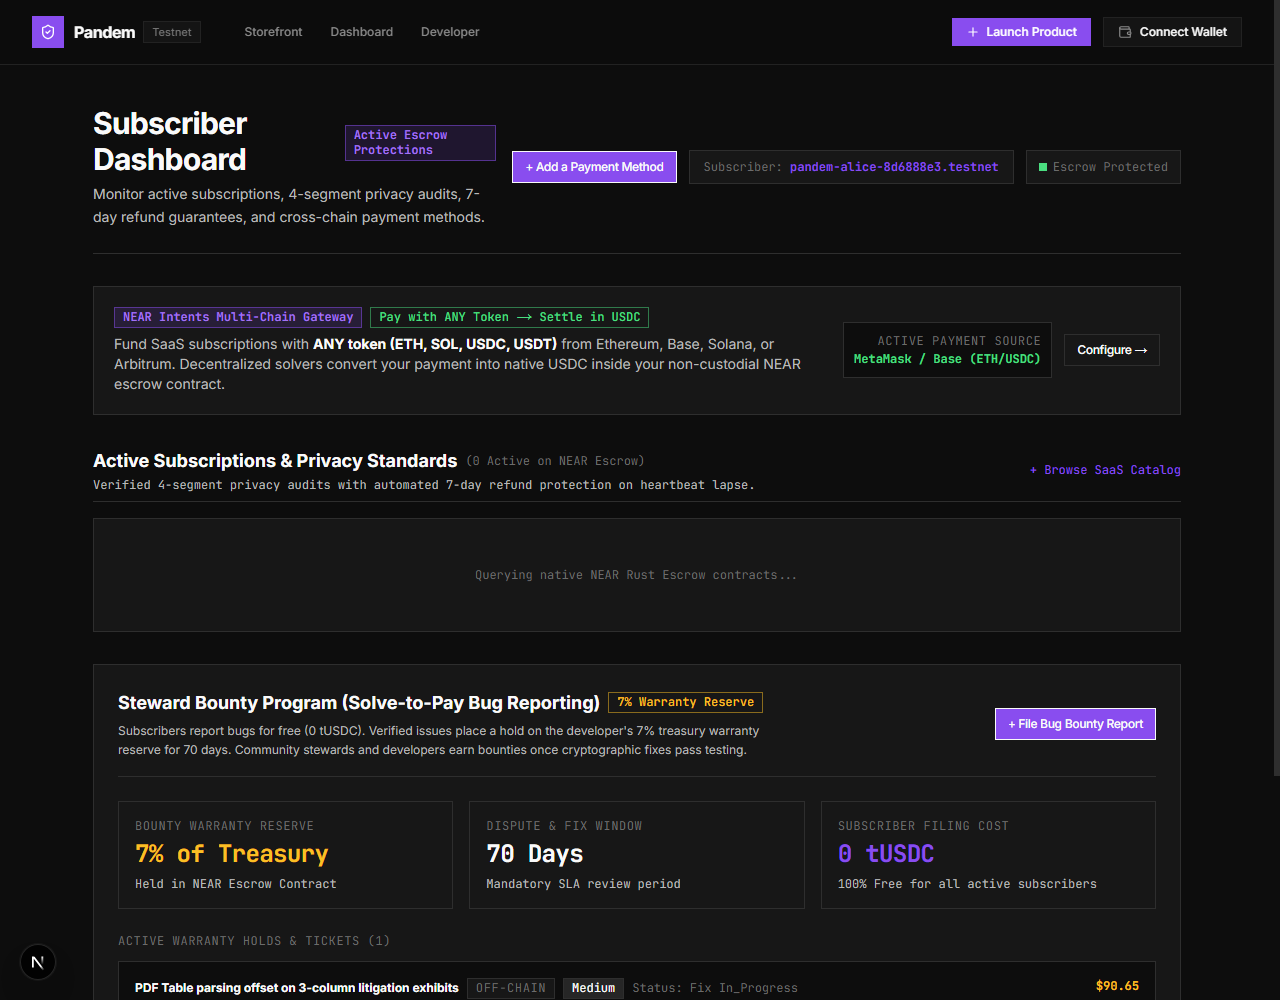 Pandem
Testnet
Storefront
Dashboard
Developer
+ Launch Product
Connect Wallet
Subscriber
Dashboard
Active Escrow
Protections
Monitor active subscriptions, 4-segment privacy audits, 7-
day refund guarantees, and cross-chain payment methods.
+ Add a Payment Method
Subscriber: pandem-alice-8d6888e3.testnet
Escrow Protected
NEAR Intents Multi-Chain Gateway
Pay with ANY Token → Settle in USDC
Fund SaaS subscriptions with ANY token (ETH, SOL, USDC, USDT) from Ethereum, Base, Solana, or
Arbitrum. Decentralized solvers convert your payment into native USDC inside your non-custodial NEAR
escrow contract.
ACTIVE PAYMENT SOURCE
MetaMask / Base (ETH/USDC)
Configure →
Active Subscriptions & Privacy Standards (0 Active on NEAR Escrow)
Verified 4-segment privacy audits with automated 7-day refund protection on heartbeat lapse.
+ Browse SaaS Catalog
Querying native NEAR Rust Escrow contracts...
Steward Bounty Program (Solve-to-Pay Bug Reporting)
7% Warranty Reserve
Subscribers report bugs for free (0 tUSDC). Verified issues place a hold on the developer's 7% treasury warranty
reserve for 70 days. Community stewards and developers earn bounties once cryptographic fixes pass testing.
+ File Bug Bounty Report
BOUNTY WARRANTY RESERVE
7% of Treasury
Held in NEAR Escrow Contract
DISPUTE & FIX WINDOW
70 Days
Mandatory SLA review period
SUBSCRIBER FILING COST
0 tUSDC
100% Free for all active subscribers
ACTIVE WARRANTY HOLDS & TICKETS (1)
PDF Table parsing offset on 3-column litigation exhibits
OFF-CHAIN
Medium
Status: Fix In_Progress
$90.65
N